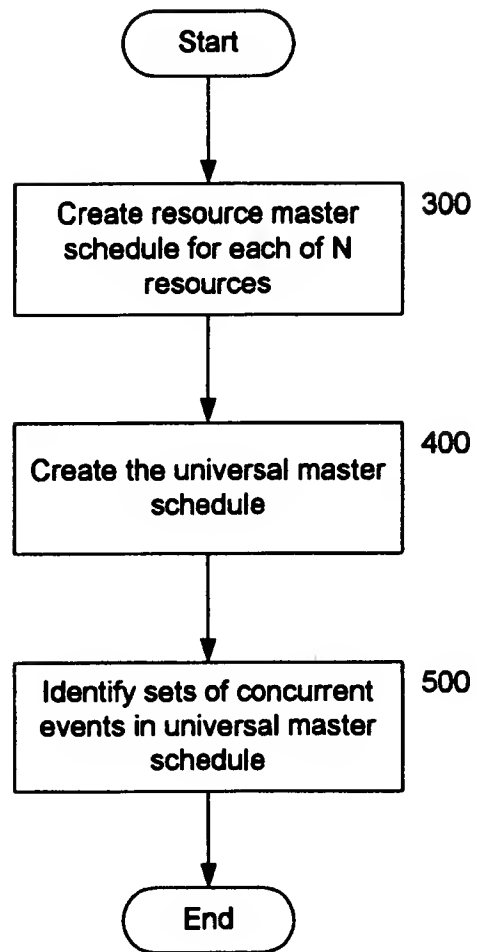 Start
Create resource master
schedule for each of N
resources
300
Create the universal master
schedule
400
Identify sets of concurrent
events in universal master
schedule
500
End